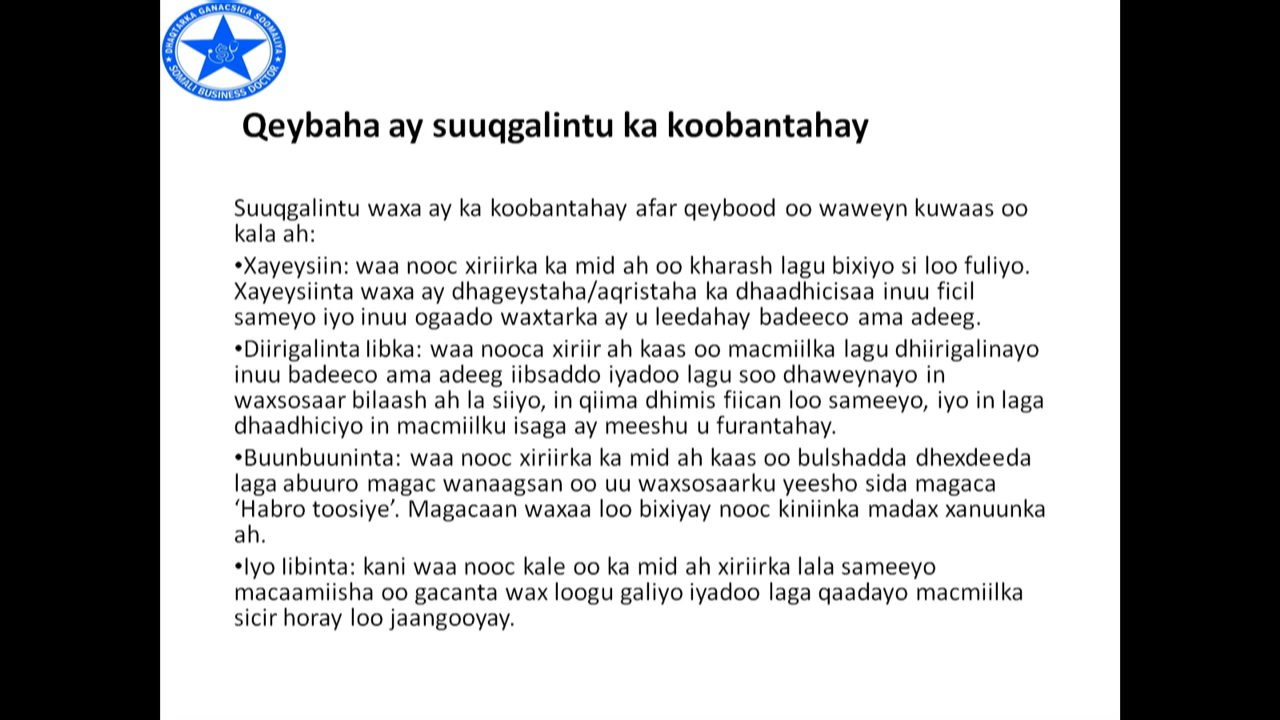 DHAQTARKA GANACSIGA SOOMALIYA
SOMALI BUSINESS DOCTOR
Qeybaha ay suuqgalintu ka koobantahay
Suuqgalintu waxa ay ka koobantahay afar qeybood oo waweyn kuwaas oo
kala ah:
•Xayeysiin: waa nooc xiriirka ka mid ah oo kharash lagu bixiyo si loo fuliyo.
Xayeysiinta waxa ay dhageystaha/aqristaha ka dhaadhicisaa inuu ficil
sameyo iyo inuu ogaado waxtarka ay u leedahay badeeco ama adeeg.
•Diirigalinta Iibka: waa nooca xiriir ah kaas oo macmiilka lagu dhiirigalinayo
inuu badeeco ama adeeg iibsaddo iyadoo lagu soo dhaweynayo in
waxsosaar bilaash ah la siiyo, in qiima dhimis fiican loo sameeyo, iyo in laga
dhaadhiciyo in macmiilku isaga ay meeshu u furantahay.
•Buunbuuninta: waa nooc xiriirka ka mid ah kaas oo bulshadda dhexdeeda
laga abuuro magac wanaagsan oo uu waxsosaarku yeesho sida magaca
‘Habro toosiye’. Magacaan waxaa loo bixiyay nooc kiniinka madax xanuunka
ah.
•Iyo Iibinta: kani waa nooc kale oo ka mid ah xiriirka lala sameeyo
macaamiisha oo gacanta wax loogu galiyo iyadoo laga qaadayo macmiilka
sicir horay loo jaangooyay.